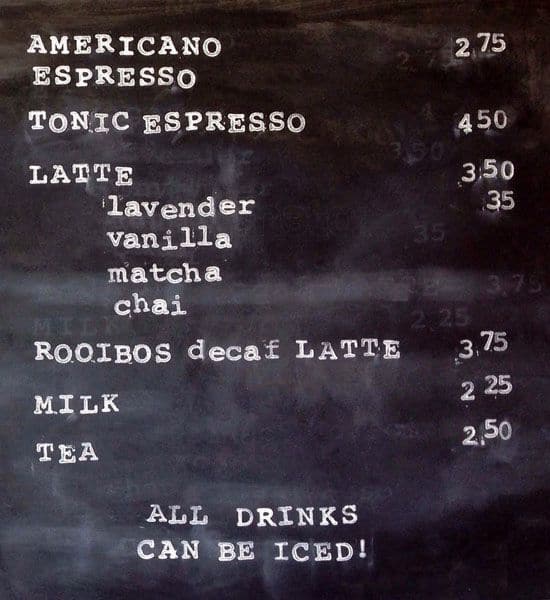 AMERICANO 2.75
ESPRESSO
TONIC ESPRESSO 4.50
LATTE 3.50
lavender 35
vanilla
matcha
chai
ROOIBOS decaf LATTE 3.75
MILK 2 25
TEA 2.50
ALL DRINKS
CAN BE ICED!